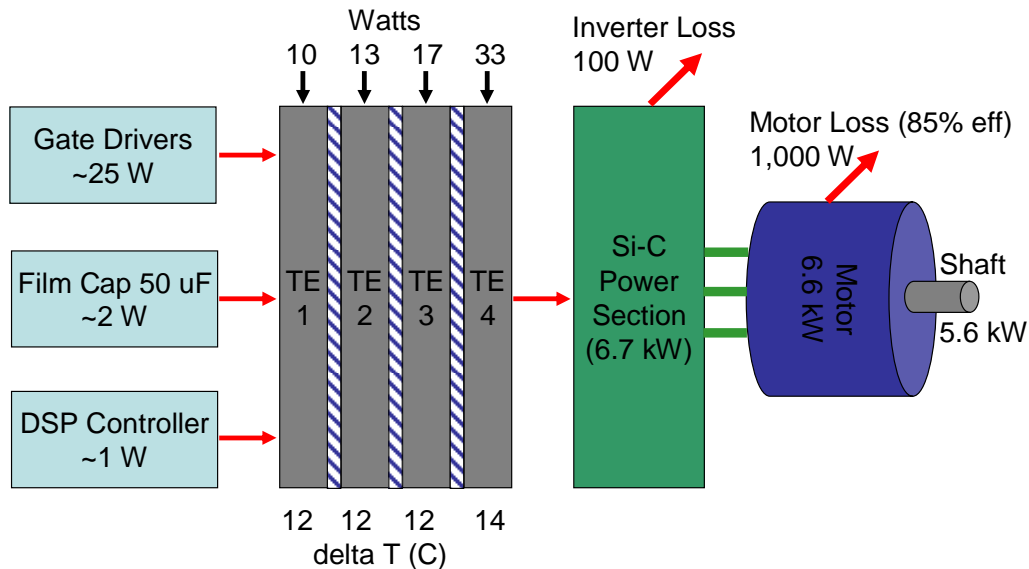 Watts
10 13 17 33
Gate Drivers
~25 W
Film Cap 50 uF
~2 W
DSP Controller
~1 W
TE
1
TE
2
TE
3
TE
4
12 12 12 14
delta T (C)
Inverter Loss
100 W
Si-C
Power
Section
(6.7 kW)
Motor Loss (85% eff)
1,000 W
Motor
6.6 kW
Shaft
5.6 kW